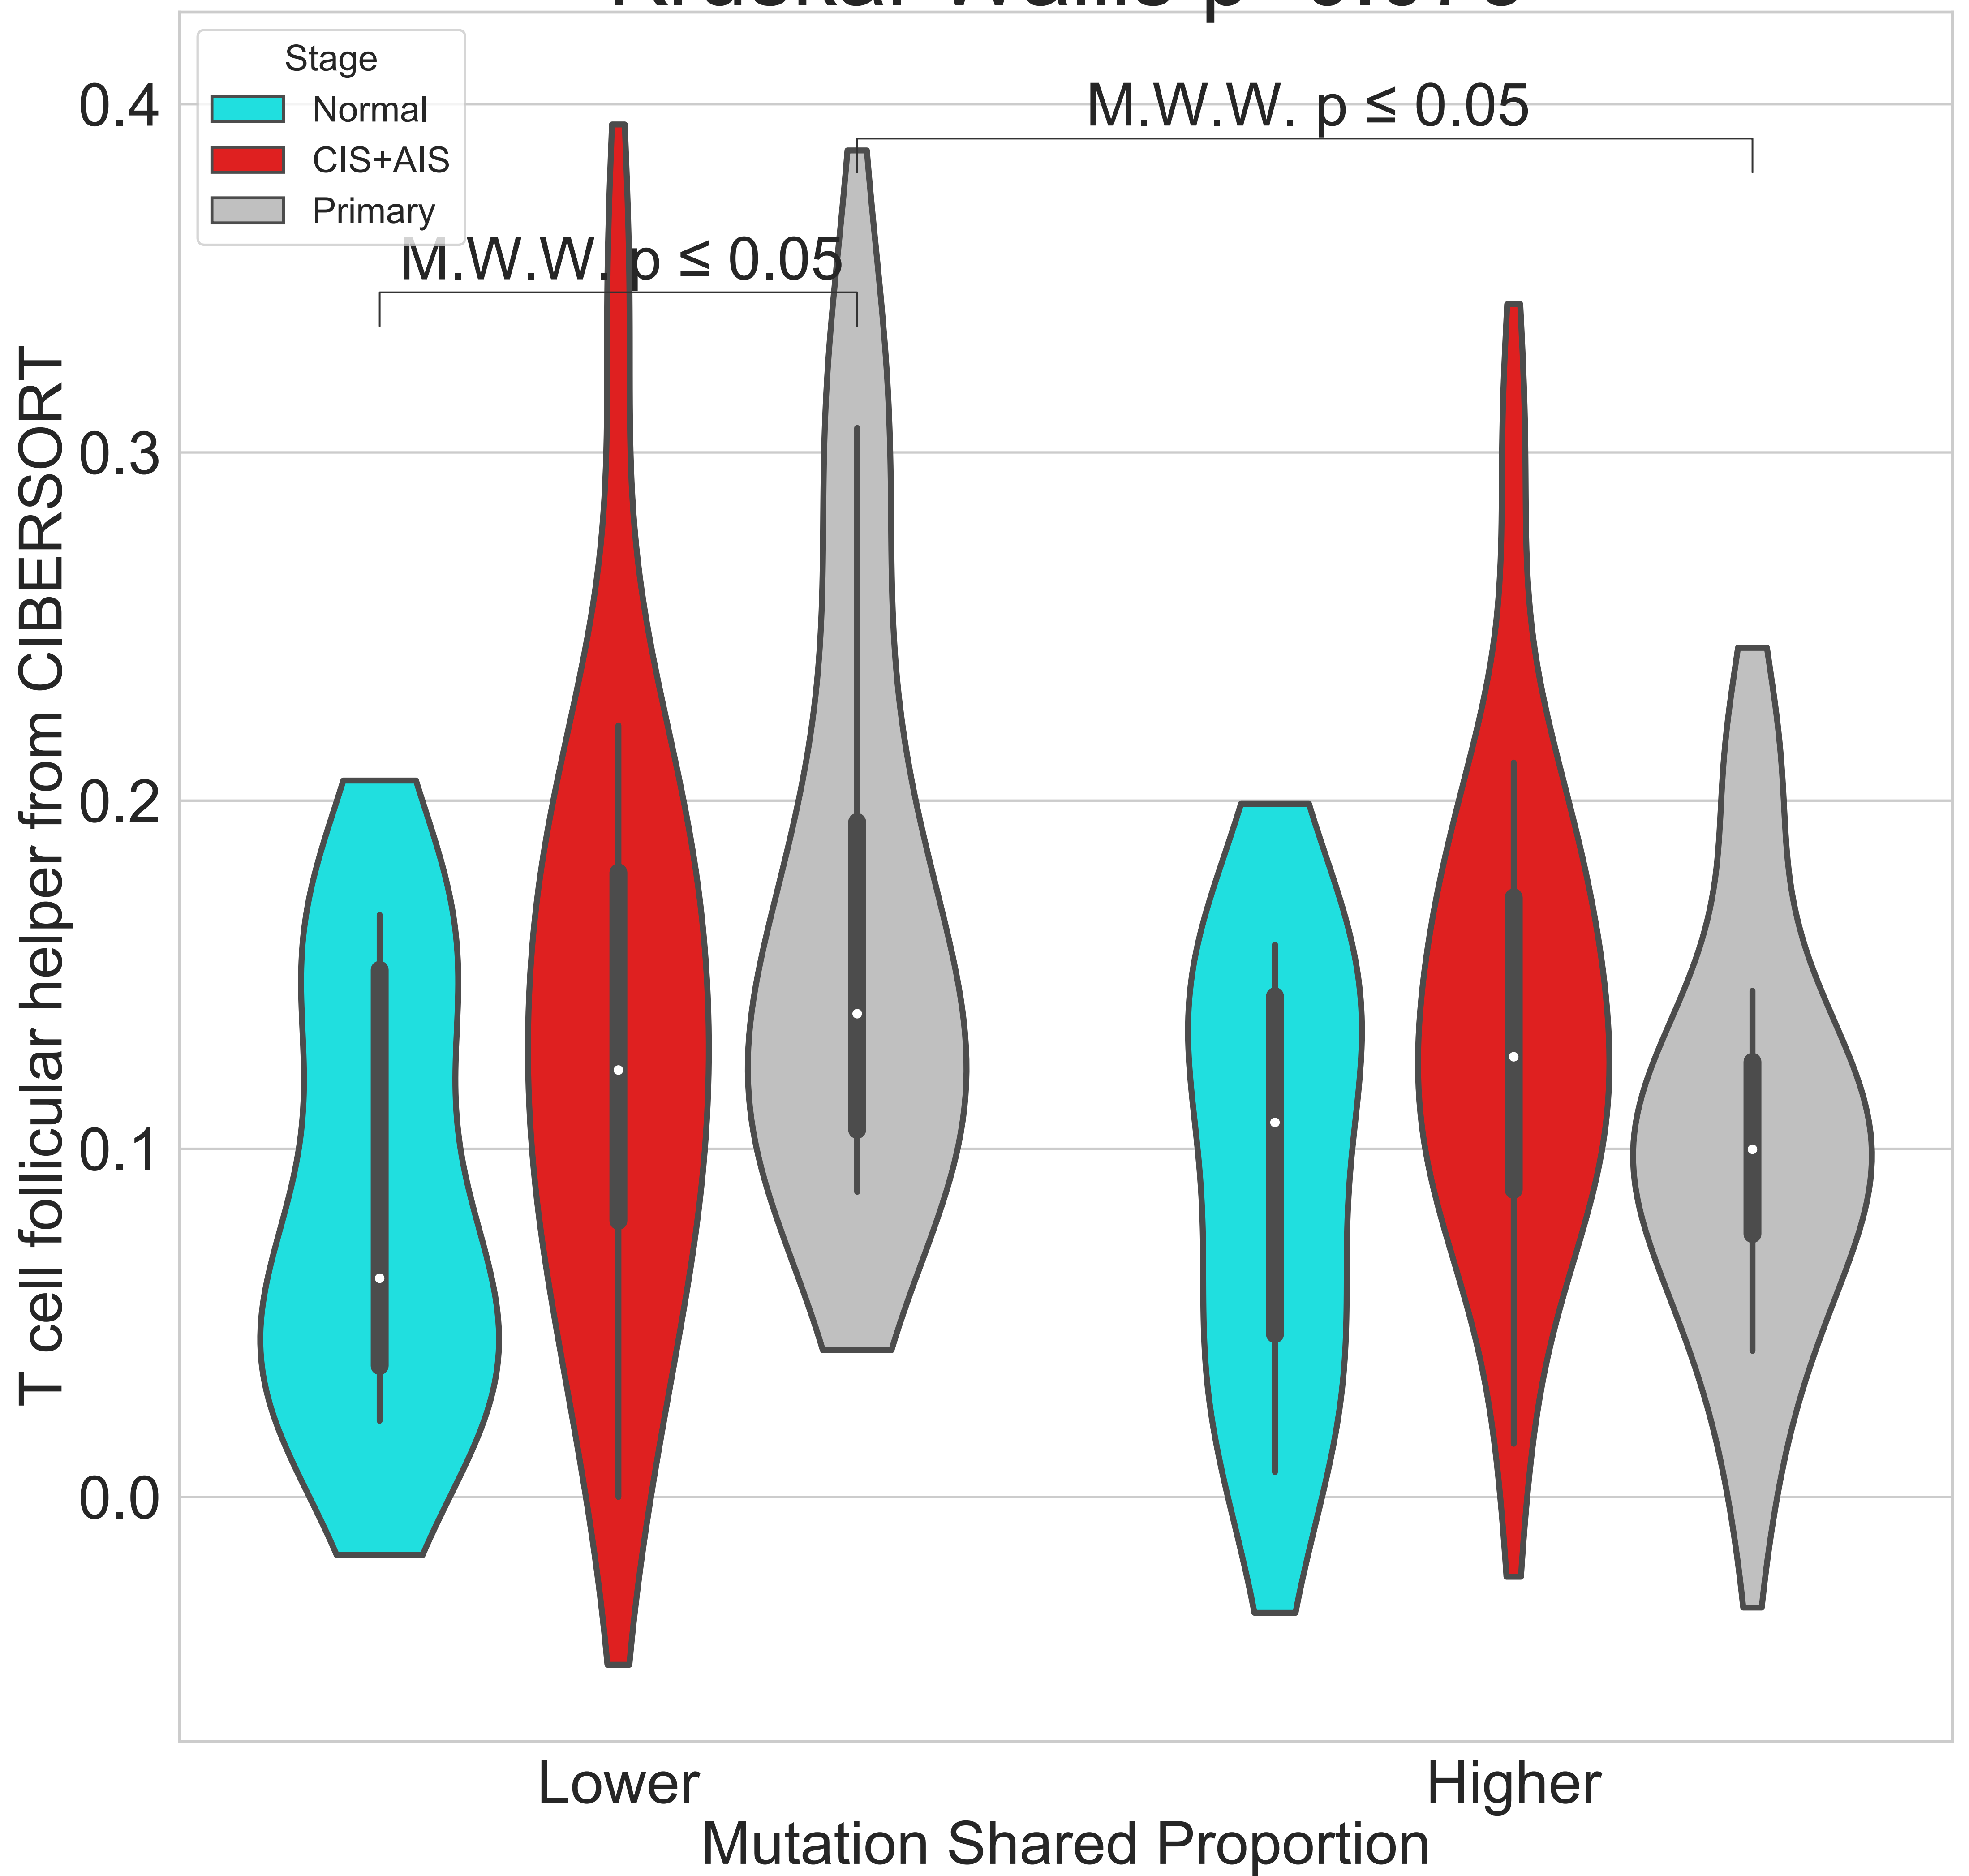 Stage
Normal
CIS+AIS
Primary
M.W.W. p ≤ 0.05
M.W.W. p ≤ 0.05
0.4
0.3
0.2
0.1
0.0
T cell follicular helper from CIBERSORT
Lower
Higher
Mutation Shared Proportion